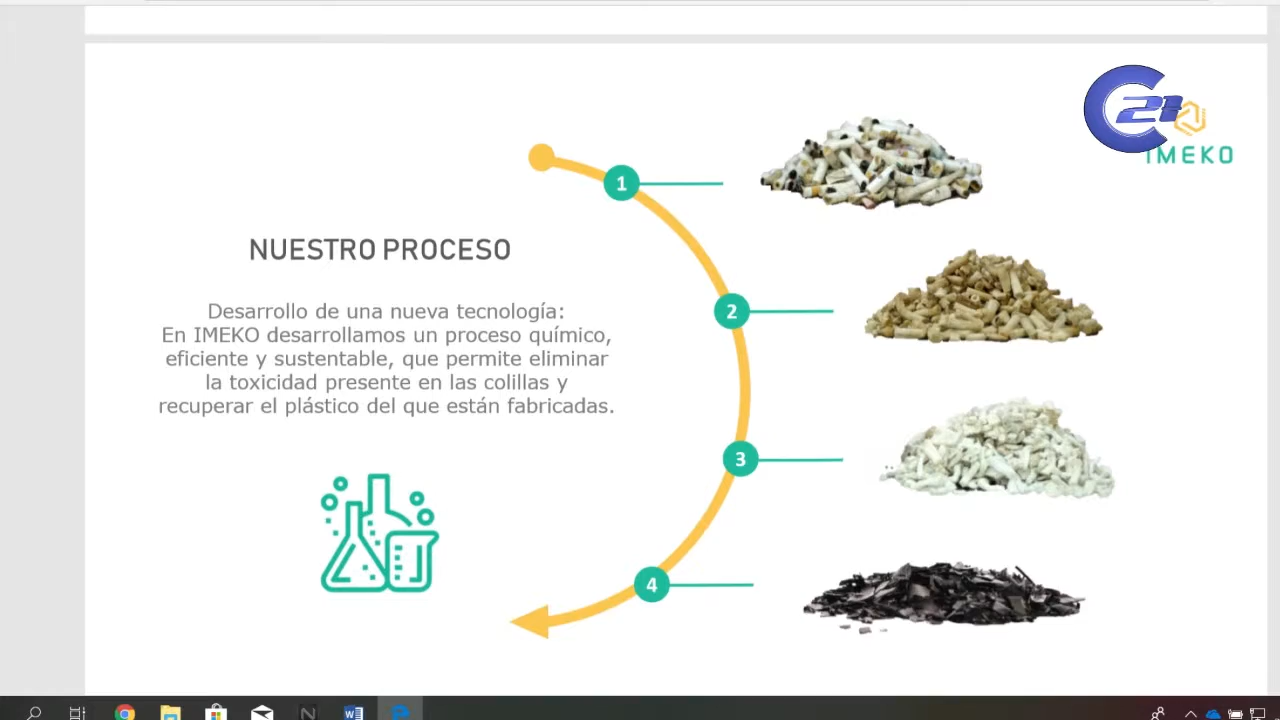 C21
IMEKO
1
NUESTRO PROCESO
Desarrollo de una nueva tecnología:
En IMEKO desarrollamos un proceso químico,
eficiente y sustentable, que permite eliminar
la toxicidad presente en las colillas y
recuperar el plástico del que están fabricadas.
2
3
4